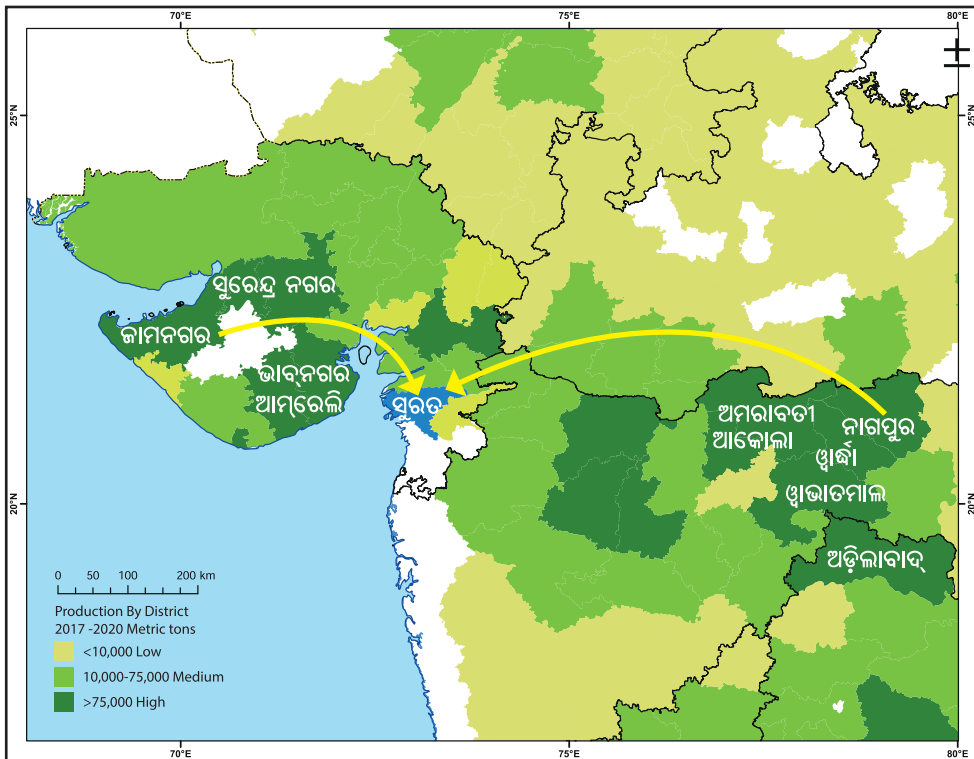 70°E
75°E
80°E
25°N
25°N
ସୁରେନ୍ଦ୍ର ନଗର
ଜାମନଗର
ଭାବ୍‌ନଗର
ଆମ୍‌ରେଲି
ସୁରତ
ଅମରାବତୀ
ଆକୋଲା
ନାଗପୁର
ୱାର୍ଦ୍ଧା
ୱାଭାତମାଲ
ଅଡ଼ିଲାବାଦ୍
20°N
20°N
0 50 100 200 km
Production By District
2017 -2020 Metric tons
<10,000 Low
10,000-75,000 Medium
>75,000 High
70°E
75°E
80°E